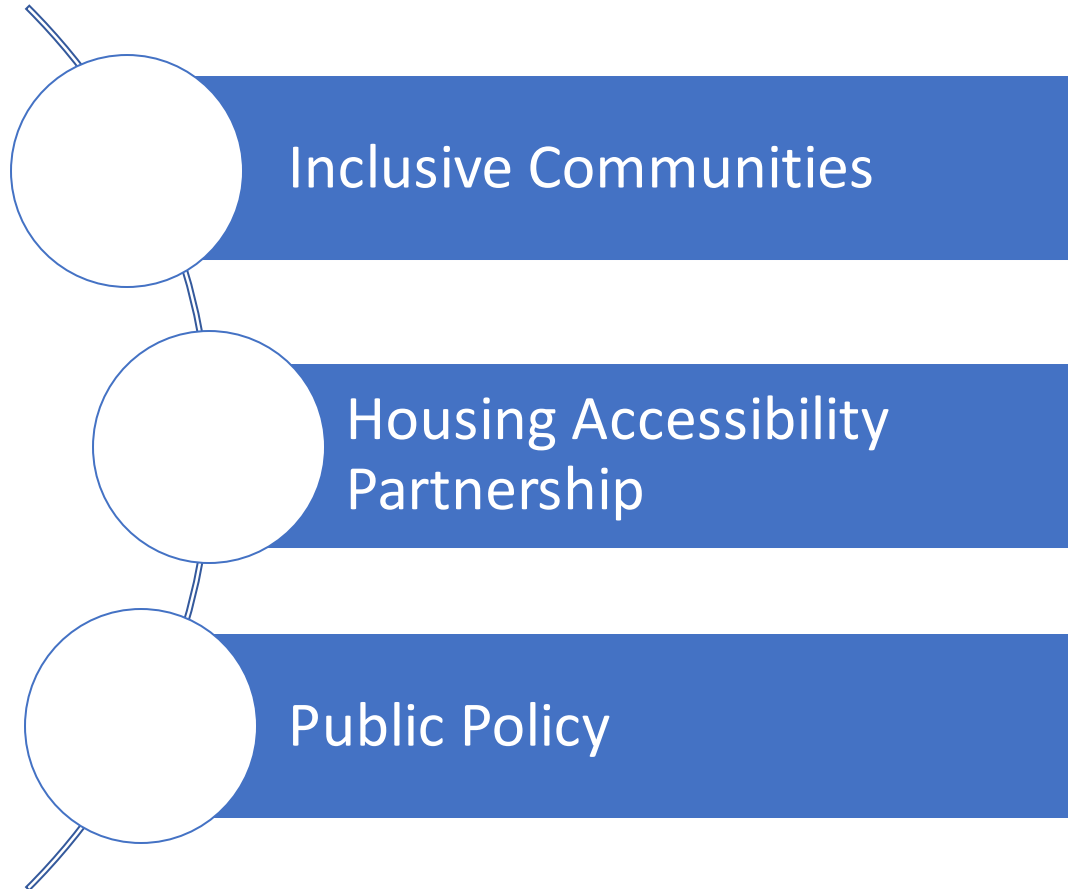 Inclusive Communities
Housing Accessibility
Partnership
Public Policy